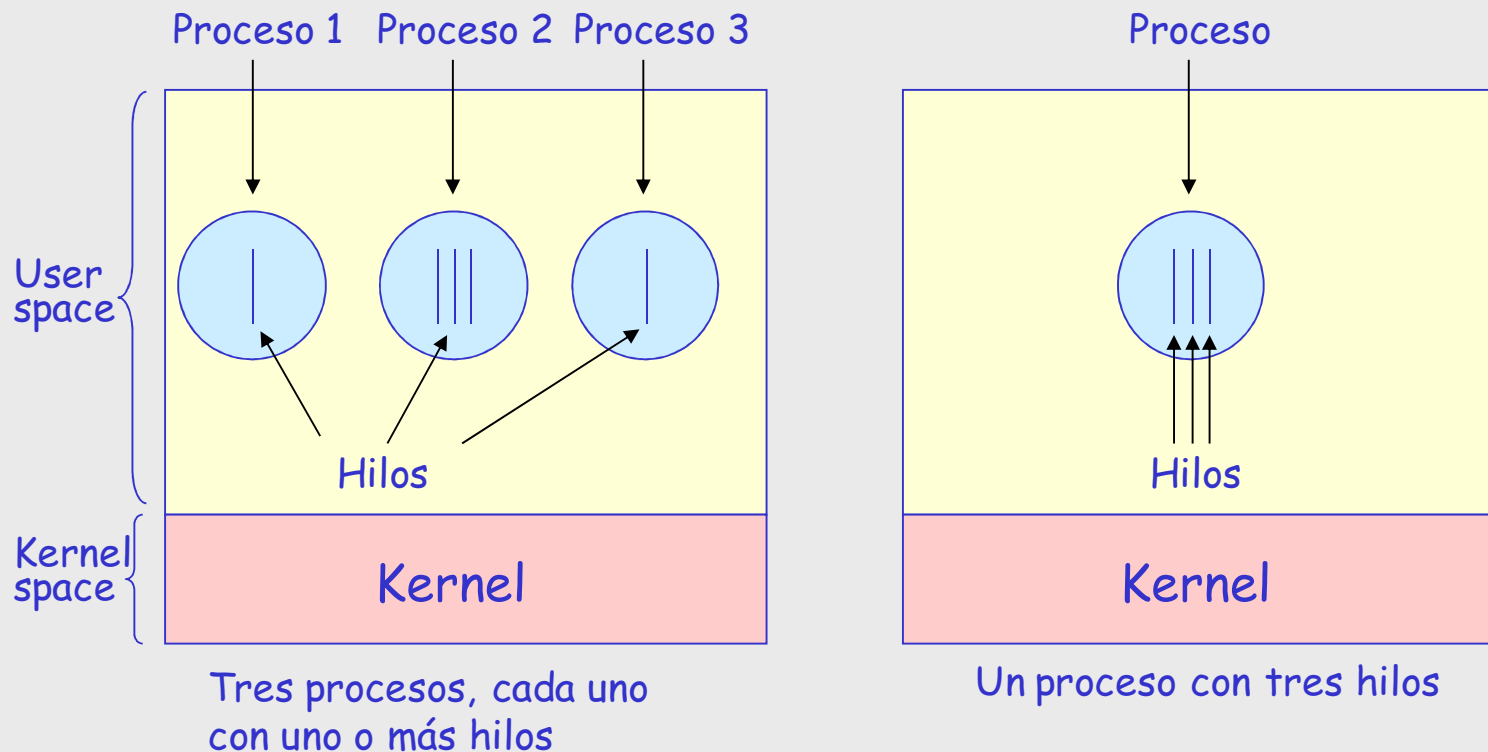 Proceso 1 Proceso 2 Proceso 3
Proceso
User
space
Hilos
Hilos
Kernel
space
Kernel
Kernel
Tres procesos, cada uno
con uno o más hilos
Un proceso con tres hilos